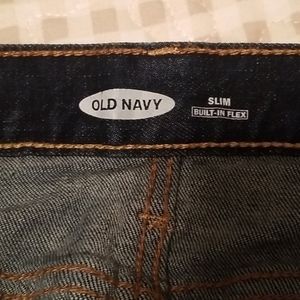 OLD NAVY
SLIM
BUILT-IN FLEX